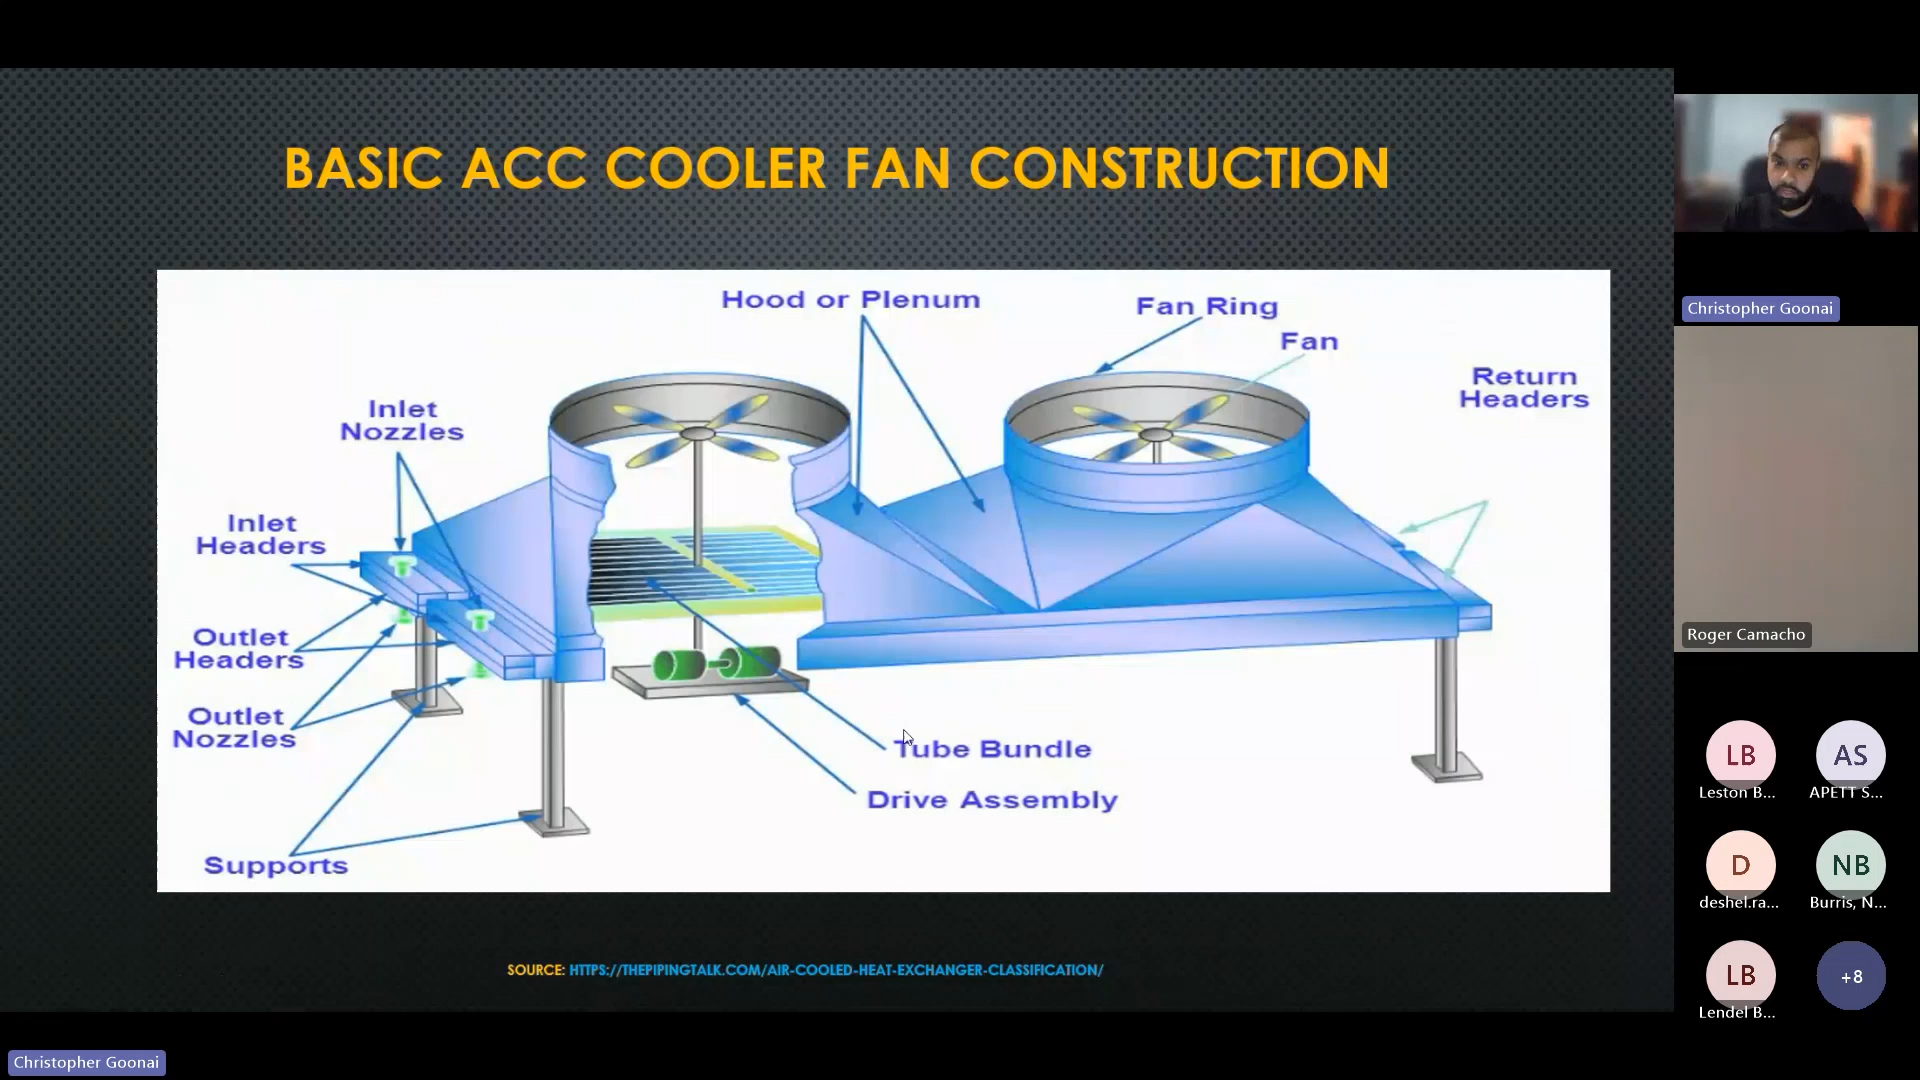 BASIC ACC COOLER FAN CONSTRUCTION
Hood or Plenum
Fan Ring
Fan
Return
Headers
Inlet
Nozzles
Inlet
Headers
Outlet
Headers
Outlet
Nozzles
Tube Bundle
Drive Assembly
Supports
SOURCE: HTTPS://THEPIPINGTALK.COM/AIR-COOLED-HEAT-EXCHANGER-CLASSIFICATION/
Christopher Goonai
Christopher Goonai
Roger Camacho
LB
Leston B...
AS
APETT S...
D
deshel.ra...
NB
Burris, N...
LB
Lendel B...
+8